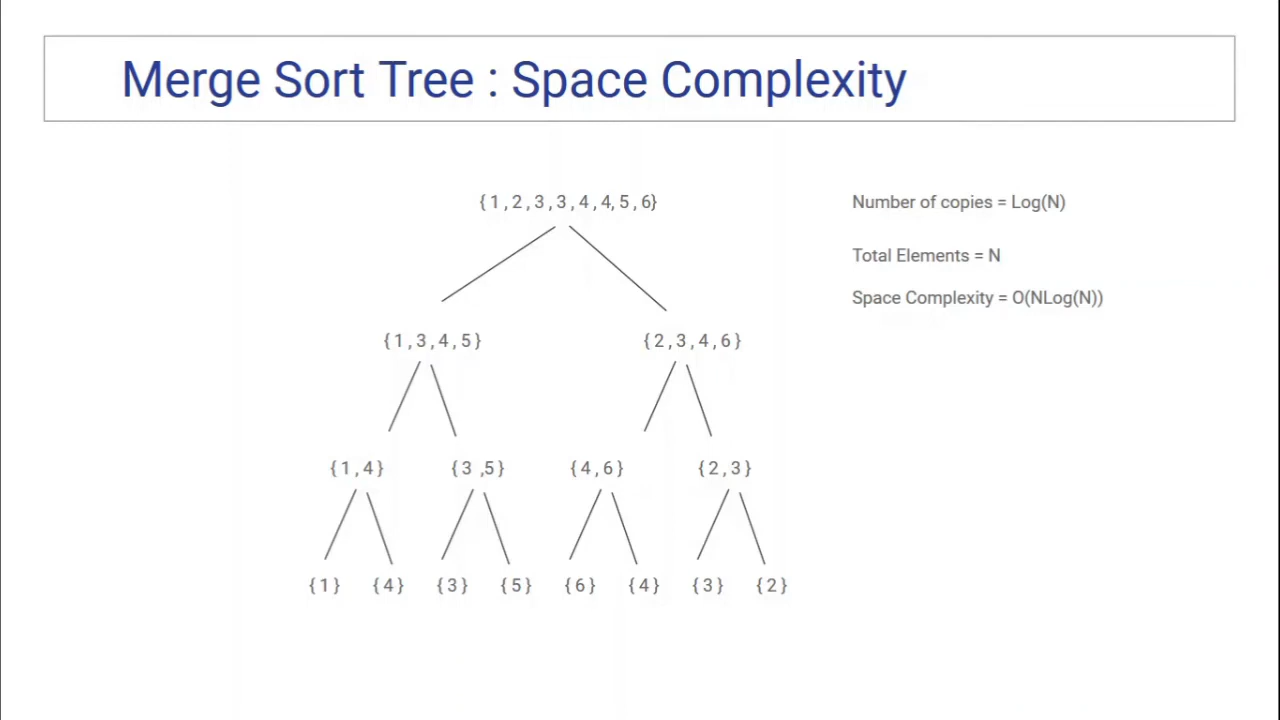 Merge Sort Tree : Space Complexity
{1,2,3,3,4,4,5,6}
Number of copies = Log(N)
Total Elements = N
Space Complexity = O(NLog(N))
{1,3,4,5} {2,3,4,6}
{1,4} {3 ,5} {4,6} {2,3}
{1} {4} {3} {5} {6} {4} {3} {2}